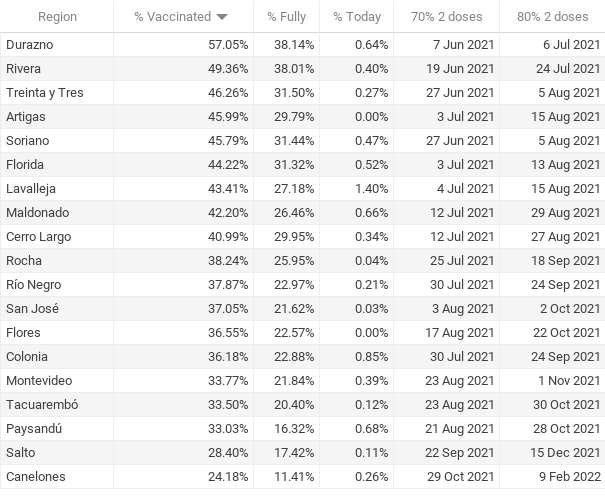 Region % Vaccinated % Fully % Today 70% 2 doses 80% 2 doses
Durazno 57.05% 38.14% 0.64% 7 Jun 2021 6 Jul 2021
Rivera 49.36% 38.01% 0.40% 19 Jun 2021 24 Jul 2021
Treinta y Tres 46.26% 31.50% 0.27% 27 Jun 2021 5 Aug 2021
Artigas 45.99% 29.79% 0.00% 3 Jul 2021 15 Aug 2021
Soriano 45.79% 31.44% 0.47% 27 Jun 2021 5 Aug 2021
Florida 44.22% 31.32% 0.52% 3 Jul 2021 13 Aug 2021
Lavalleja 43.41% 27.18% 1.40% 4 Jul 2021 15 Aug 2021
Maldonado 42.20% 26.46% 0.66% 12 Jul 2021 29 Aug 2021
Cerro Largo 40.99% 29.95% 0.34% 12 Jul 2021 27 Aug 2021
Rocha 38.24% 25.95% 0.04% 25 Jul 2021 18 Sep 2021
Río Negro 37.87% 22.97% 0.21% 30 Jul 2021 24 Sep 2021
San José 37.05% 21.62% 0.03% 3 Aug 2021 2 Oct 2021
Flores 36.55% 22.57% 0.00% 17 Aug 2021 22 Oct 2021
Colonia 36.18% 22.88% 0.85% 30 Jul 2021 24 Sep 2021
Montevideo 33.77% 21.84% 0.39% 23 Aug 2021 1 Nov 2021
Tacuarembó 33.50% 20.40% 0.12% 23 Aug 2021 30 Oct 2021
Paysandú 33.03% 16.32% 0.68% 21 Aug 2021 28 Oct 2021
Salto 28.40% 17.42% 0.11% 22 Sep 2021 15 Dec 2021
Canelones 24.18% 11.41% 0.26% 29 Oct 2021 9 Feb 2022